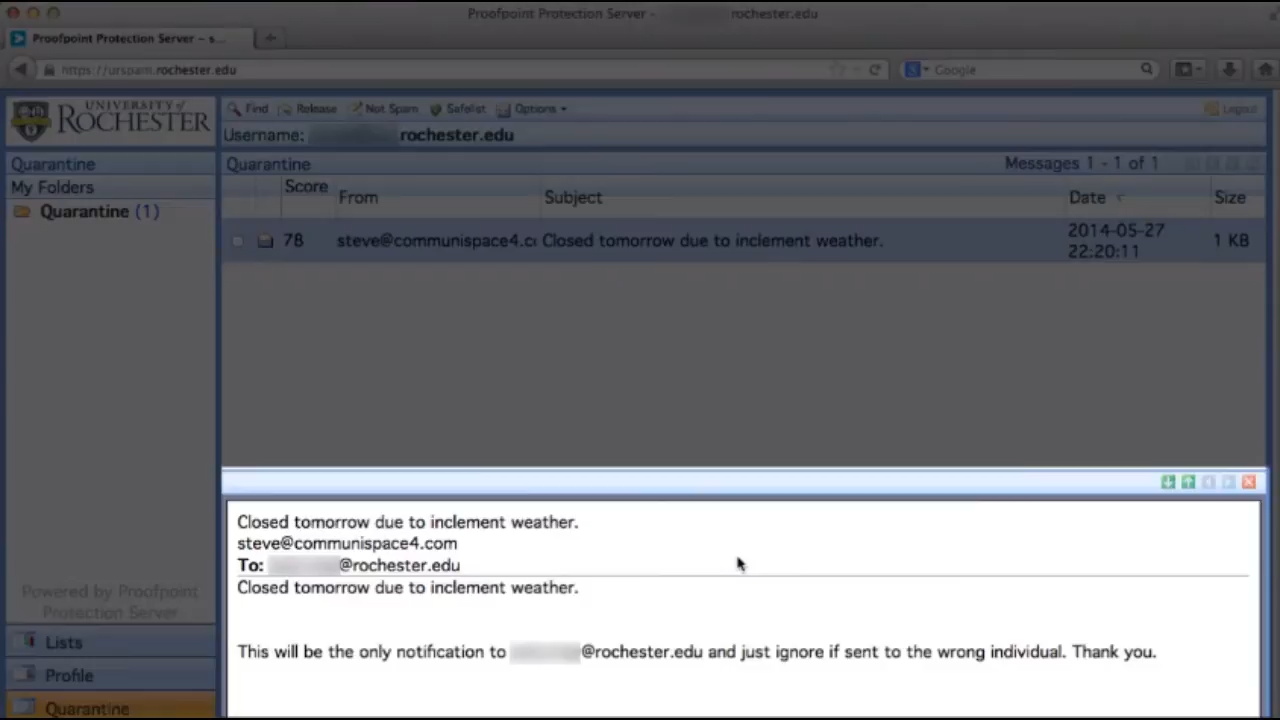 Proofpoint Protection Server - rochester.edu
Proofpoint Protection Server – s...
https://urspam.rochester.edu
Google
UNIVERSITY of
ROCHESTER
Find Release Not Spam Safelist Options Logout
Username: rochester.edu
Quarantine
Quarantine Messages 1 - 1 of 1
My Folders
Score From Subject Date Size
Quarantine (1)
78 steve@communispace4.c Closed tomorrow due to inclement weather. 2014-05-27 1 KB
22:20:11
Closed tomorrow due to inclement weather.
steve@communispace4.com
To: @rochester.edu
Closed tomorrow due to inclement weather.
Powered by Proofpoint
Protection Server
Lists
This will be the only notification to @rochester.edu and just ignore if sent to the wrong individual. Thank you.
Profile
Quarantine